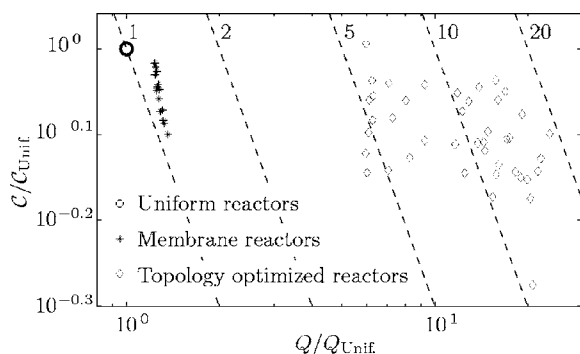 1 2 5 10 20
10^0
10^-0.1
10^-0.2
10^-0.3
C/C_Unif.
Uniform reactors
Membrane reactors
Topology optimized reactors
10^0 10^1
Q/Q_Unif.